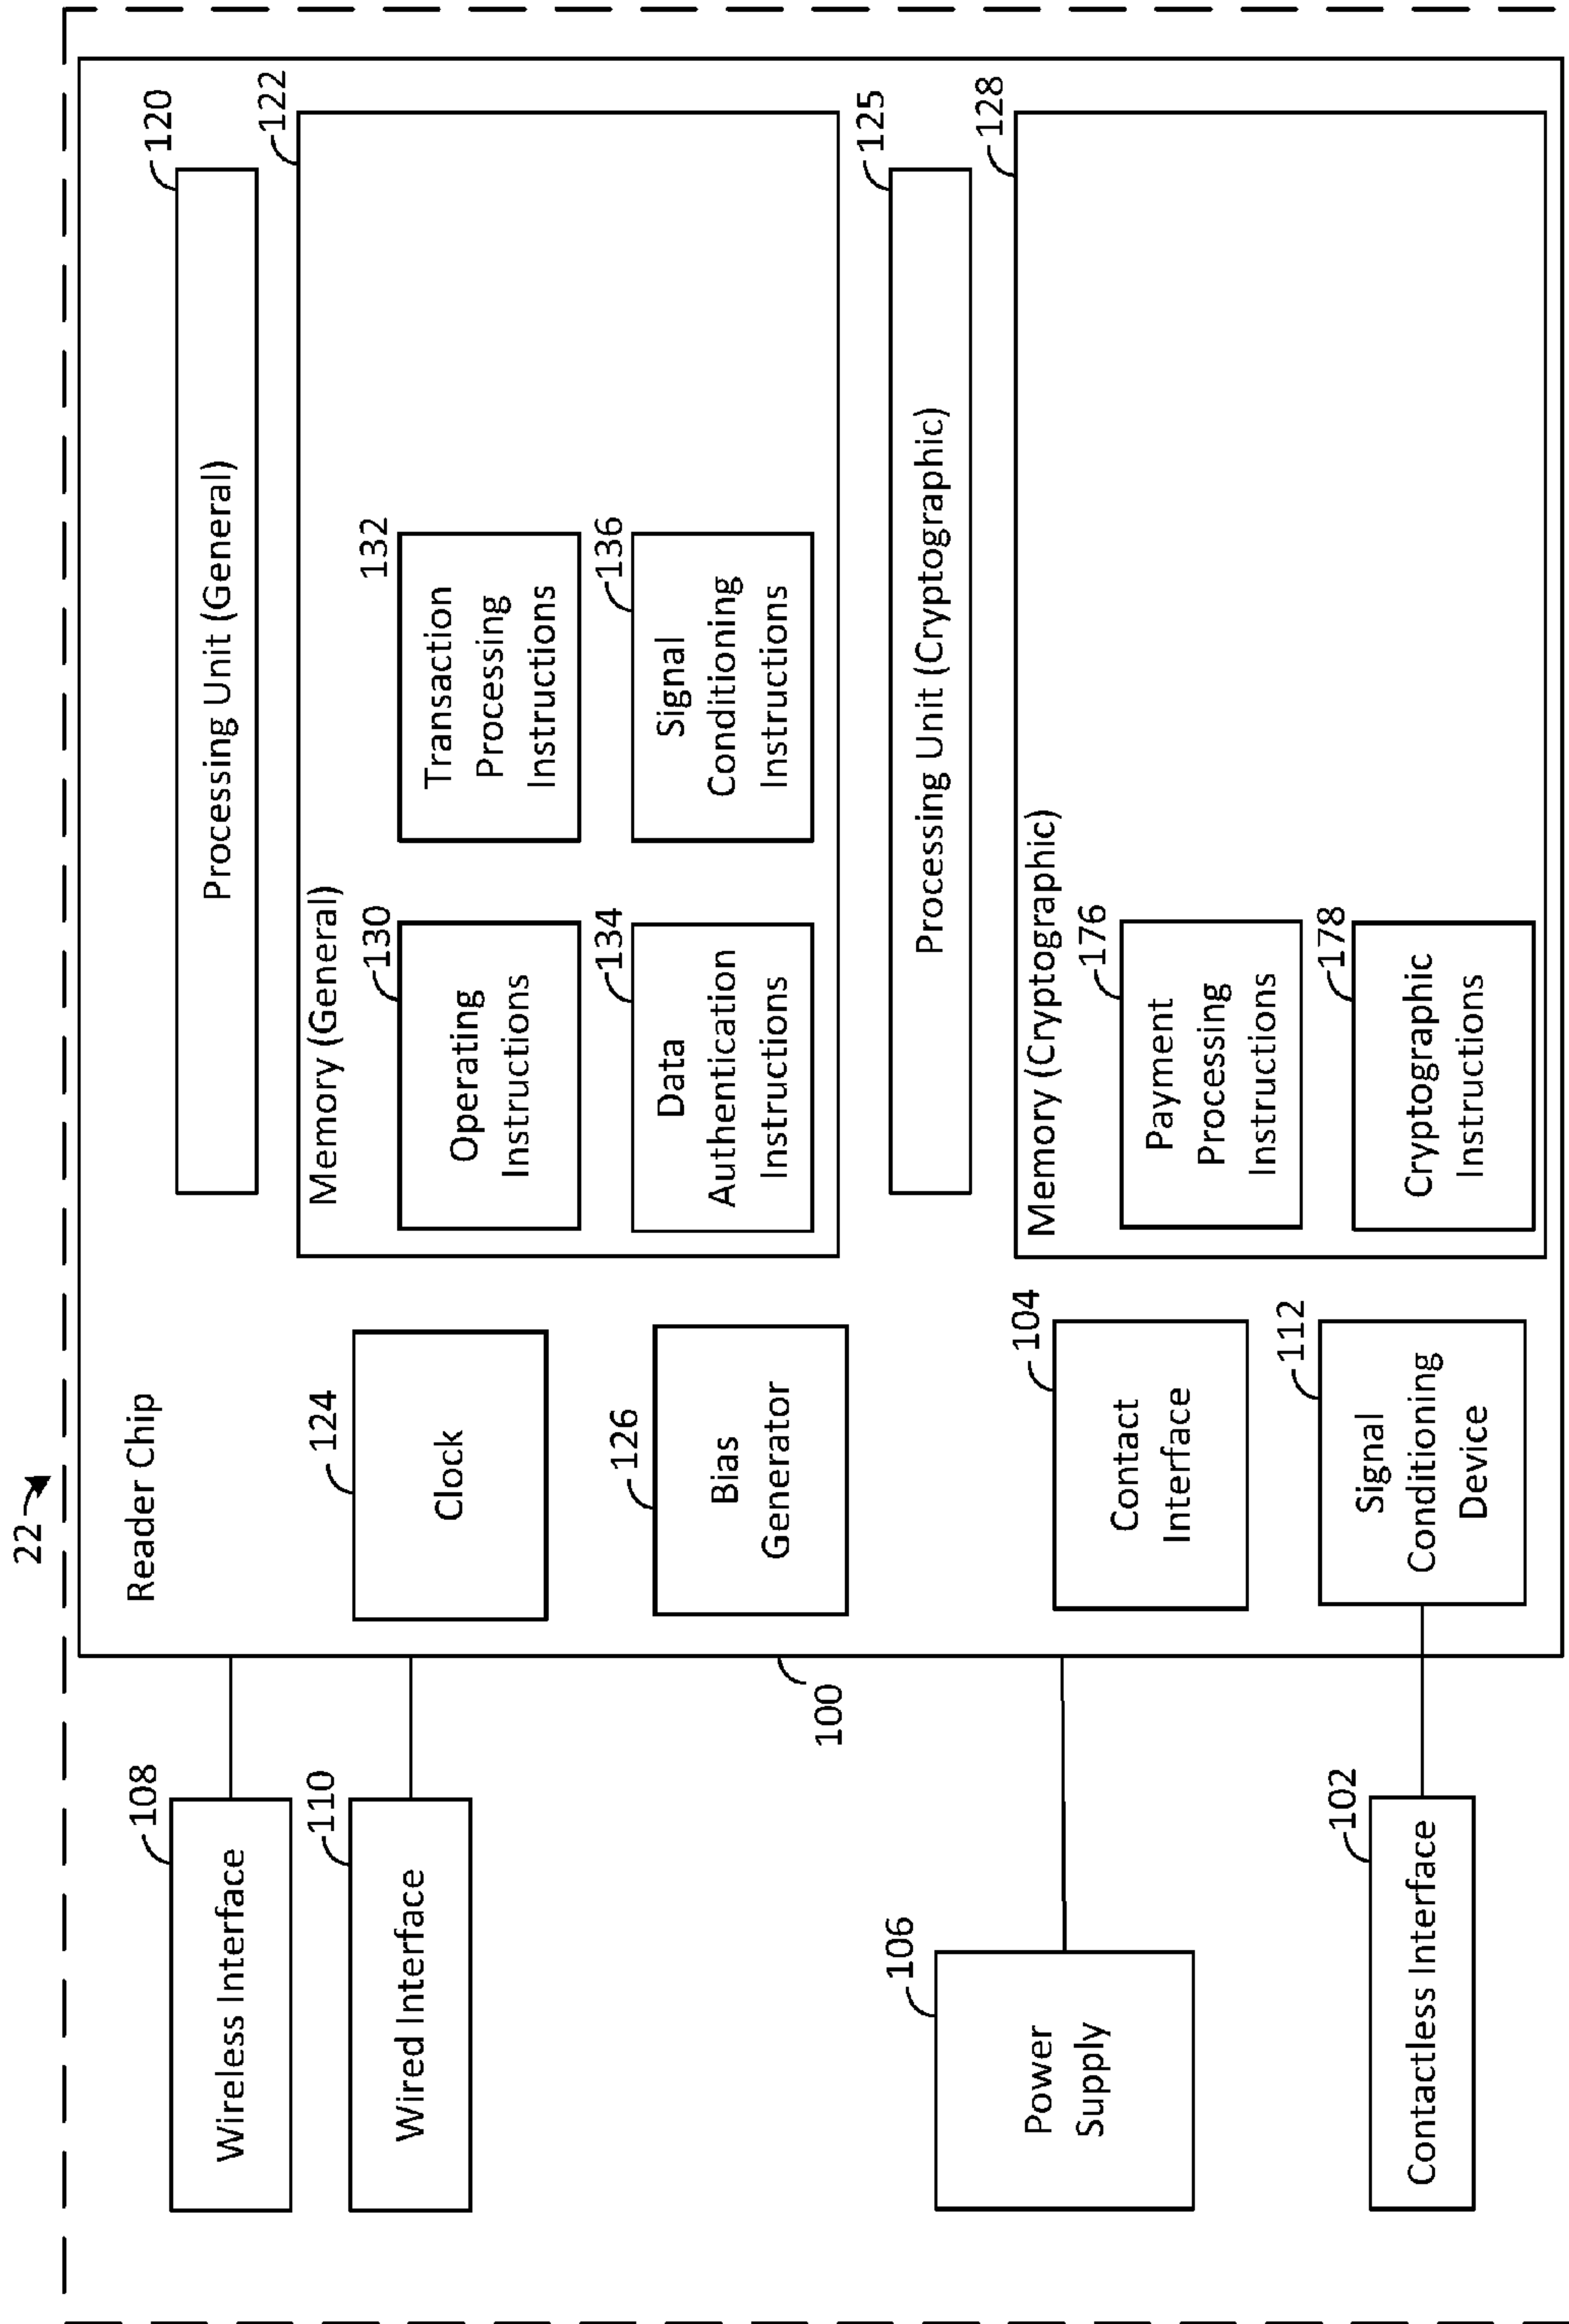 22
Reader Chip
108
Wireless Interface
110
Wired Interface
100
106
Power
Supply
102
Contactless Interface
124
Clock
126
Bias
Generator
104
Contact
Interface
112
Signal
Conditioning
Device
120
Processing Unit (General)
122
Memory (General)
130
Operating
Instructions
132
Transaction
Processing
Instructions
134
Data
Authentication
Instructions
136
Signal
Conditioning
Instructions
125
Processing Unit (Cryptographic)
128
Memory (Cryptographic)
176
Payment
Processing
Instructions
178
Cryptographic
Instructions